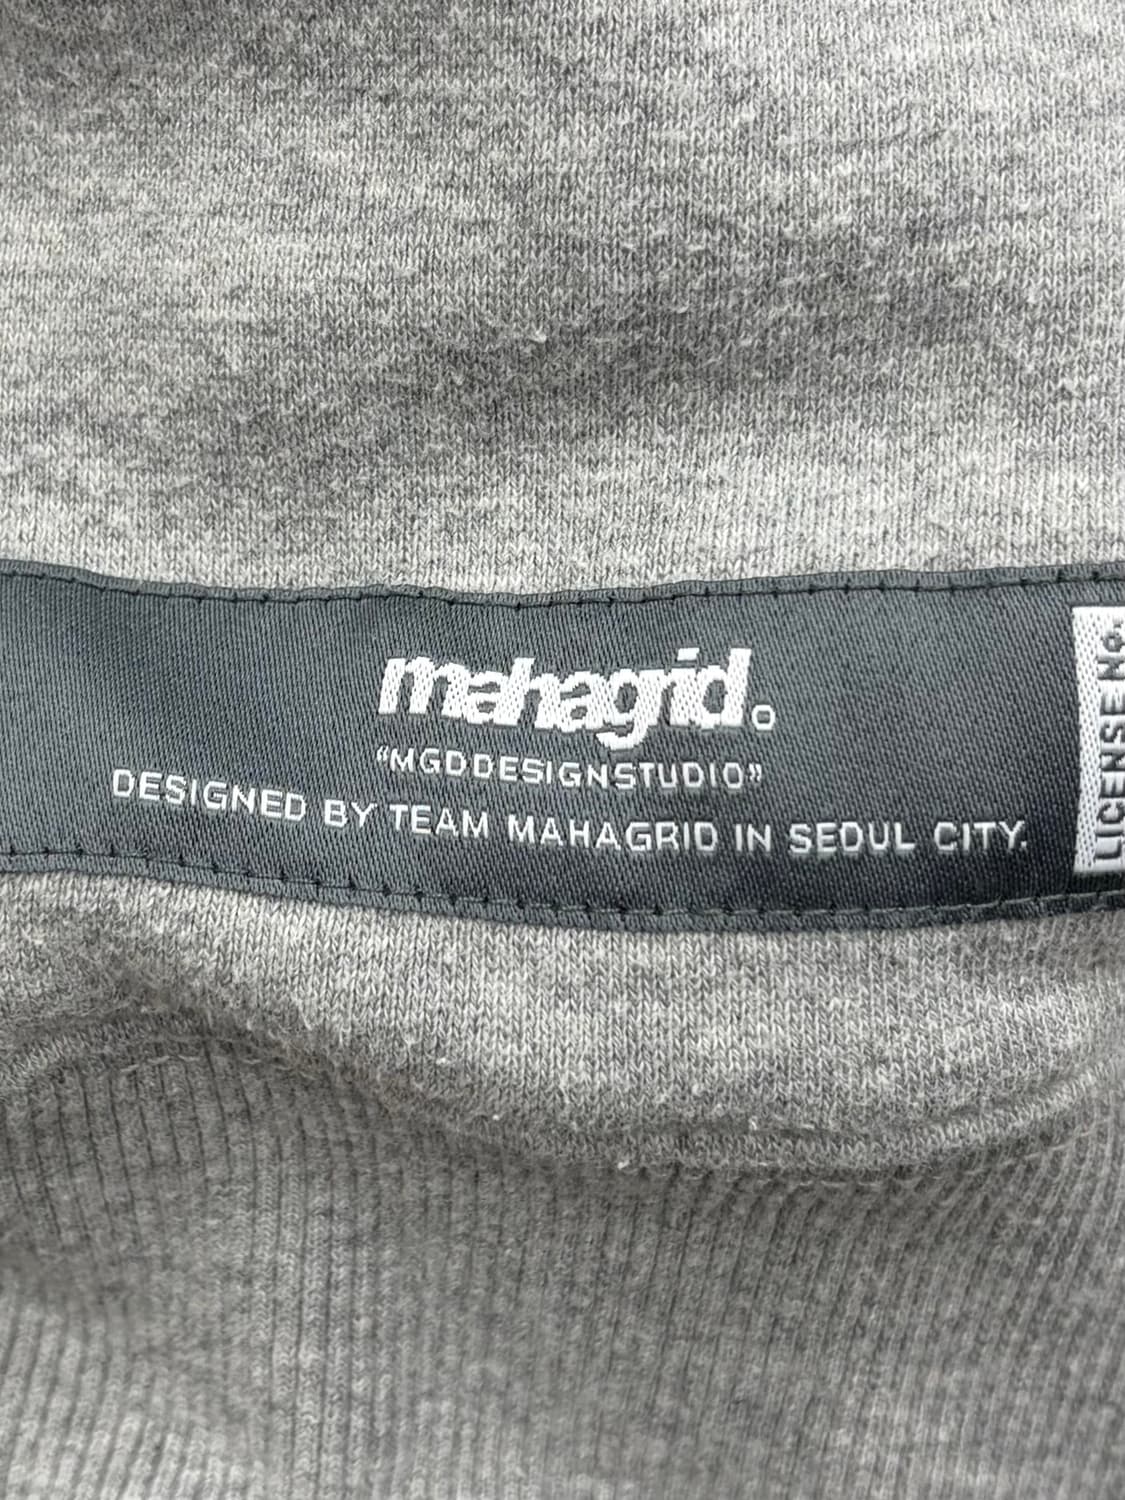 mahagrid.
“MGDDESIGNSTUDIO”
DESIGNED BY TEAM MAHAGRID IN SEOUL CITY.
LICENSE No.